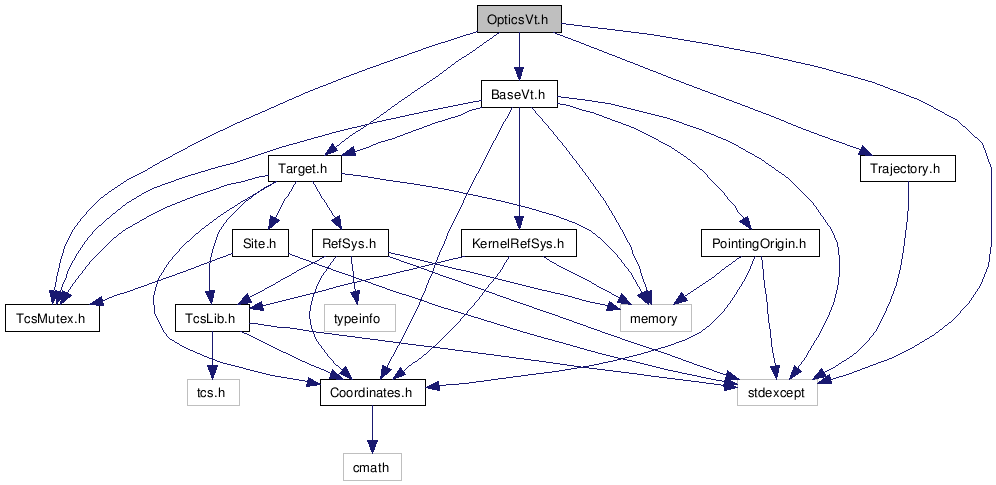 OpticsVt.h
BaseVt.h
Target.h
Trajectory.h
Site.h
RefSys.h
KernelRefSys.h
PointingOrigin.h
TcsMutex.h
TcsLib.h
typeinfo
memory
tcs.h
Coordinates.h
stdexcept
cmath